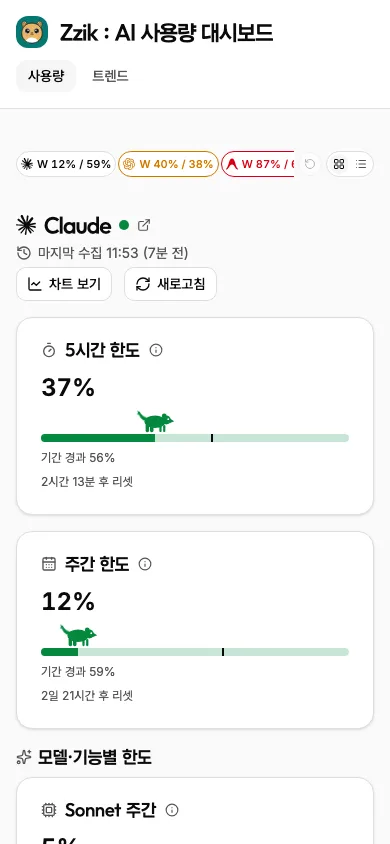 Zzik : AI 사용량 대시보드
사용량 트렌드
W 12% / 59% W 40% / 38% W 87% /
Claude
마지막 수집 11:53 (7분 전)
차트 보기 새로고침
5시간 한도
37%
기간 경과 56%
2시간 13분 후 리셋
주간 한도
12%
기간 경과 59%
2일 21시간 후 리셋
모델·기능별 한도
Sonnet 주간
5%